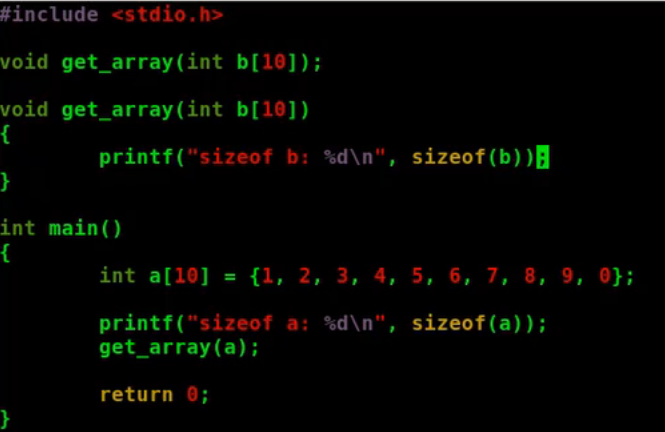 #include <stdio.h>
void get_array(int b[10]);
void get_array(int b[10])
{
        printf("sizeof b: %d\n", sizeof(b));
}
int main()
{
        int a[10] = {1, 2, 3, 4, 5, 6, 7, 8, 9, 0};
        printf("sizeof a: %d\n", sizeof(a));
        get_array(a);
        return 0;
}